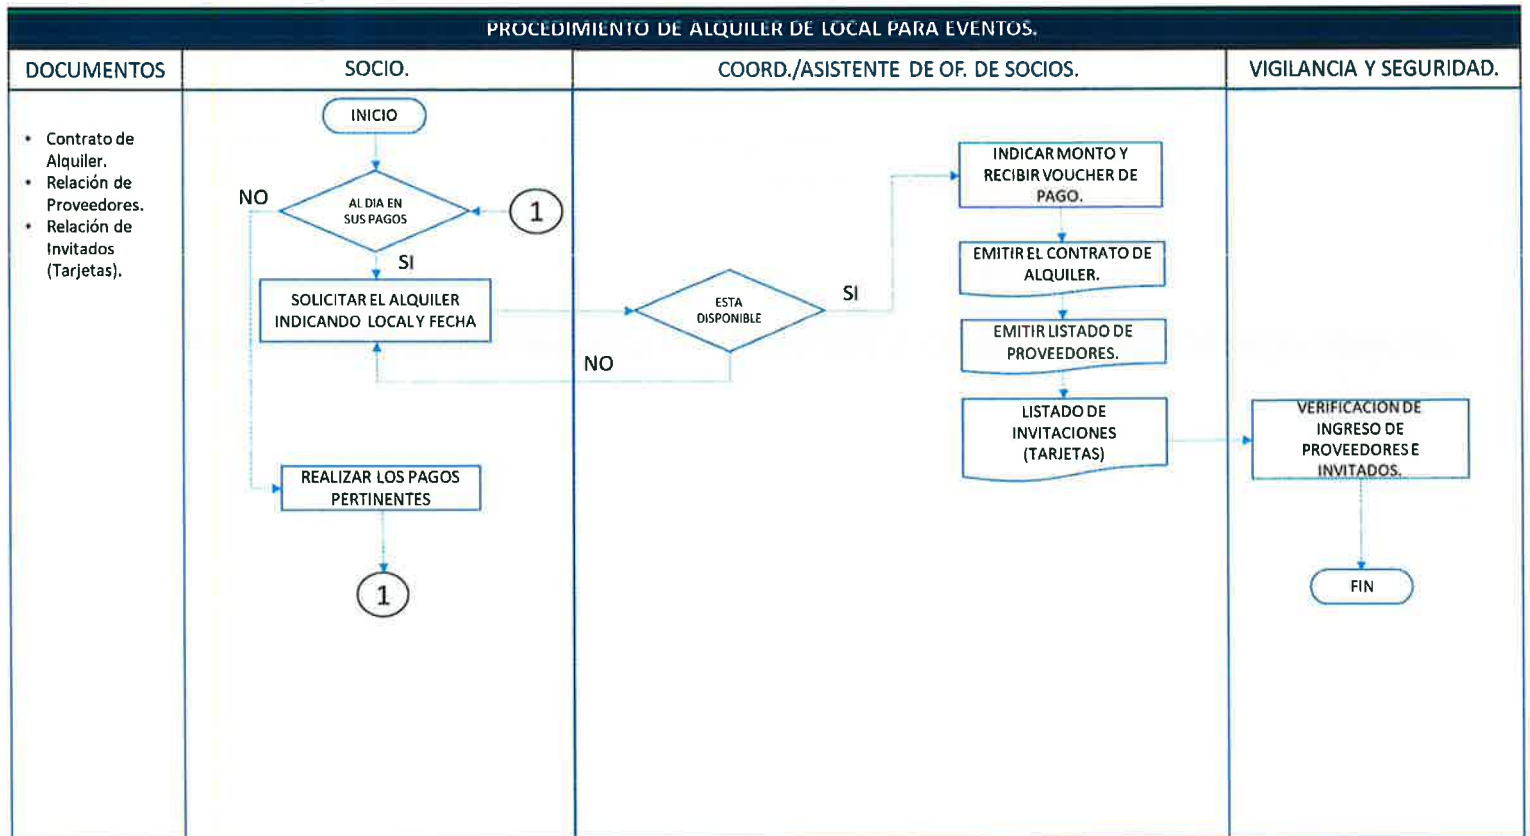 PROCEDIMIENTO DE ALQUILER DE LOCAL PARA EVENTOS.
DOCUMENTOS
SOCIO.
COORD./ASISTENTE DE OF. DE SOCIOS.
VIGILANCIA Y SEGURIDAD.
• Contrato de
Alquiler.
• Relación de
Proveedores.
• Relación de
Invitados
(Tarjetas).
INICIO
AL DIA EN
SUS PAGOS
NO
1
SI
SOLICITAR EL ALQUILER
INDICANDO LOCAL Y FECHA
REALIZAR LOS PAGOS
PERTINENTES
1
ESTA
DISPONIBLE
SI
NO
INDICAR MONTO Y
RECIBIR VOUCHER DE
PAGO.
EMITIR EL CONTRATO DE
ALQUILER.
EMITIR LISTADO DE
PROVEEDORES.
LISTADO DE
INVITACIONES
(TARJETAS)
VERIFICACION DE
INGRESO DE
PROVEEDORES E
INVITADOS.
FIN